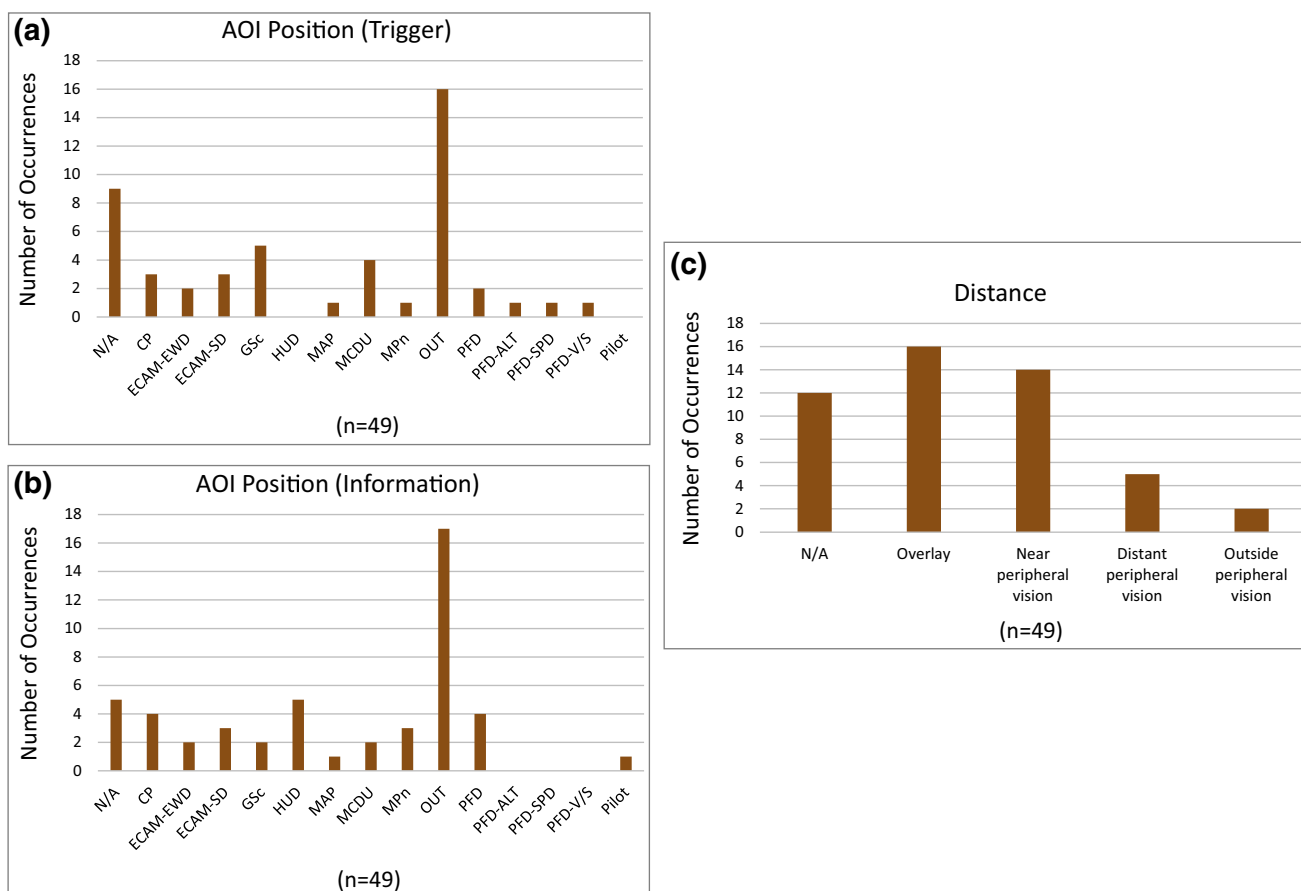 (a)
AOI Position (Trigger)
Number of Occurrences
18
16
14
12
10
8
6
4
2
0
N/A
CP
ECAM-EWD
ECAM-SD
GSc
HUD
MAP
MCDU
MPn
OUT
PFD
PFD-ALT
PFD-SPD
PFD-V/S
Pilot
(n=49)
(b)
AOI Position (Information)
Number of Occurrences
18
16
14
12
10
8
6
4
2
0
N/A
CP
ECAM-EWD
ECAM-SD
GSc
HUD
MAP
MCDU
MPn
OUT
PFD
PFD-ALT
PFD-SPD
PFD-V/S
Pilot
(n=49)
(c)
Distance
Number of Occurrences
18
16
14
12
10
8
6
4
2
0
N/A
Overlay
Near
peripheral
vision
Distant
peripheral
vision
Outside
peripheral
vision
(n=49)